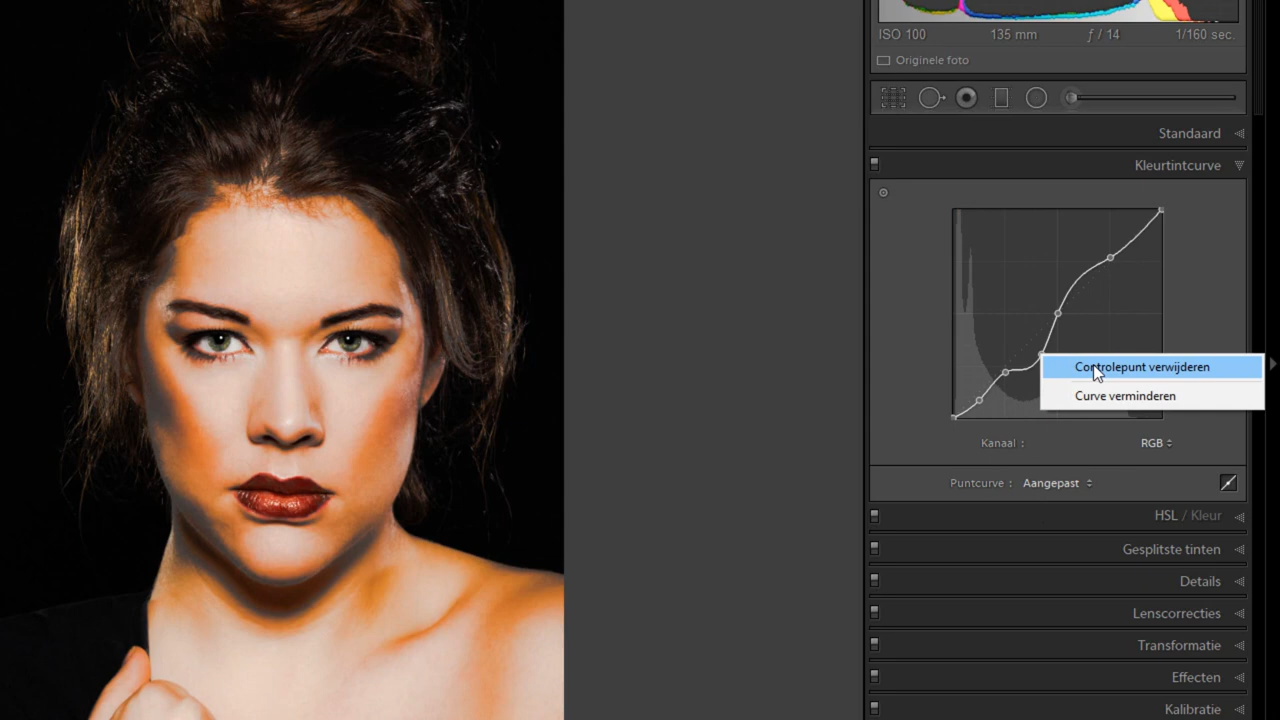 ISO 100 135 mm ƒ / 14 1/160 sec.
Originele foto
Standaard
Kleurtintcurve
Controlepunt verwijderen
Curve verminderen
Kanaal : RGB
Puntcurve : Aangepast
HSL / Kleur
Gesplitste tinten
Details
Lenscorrecties
Transformatie
Effecten
Kalibratie